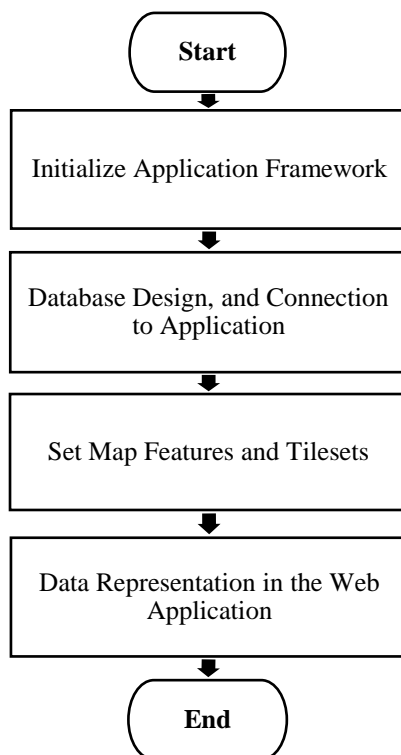 Start
Initialize Application Framework
Database Design, and Connection
to Application
Set Map Features and Tilesets
Data Representation in the Web
Application
End